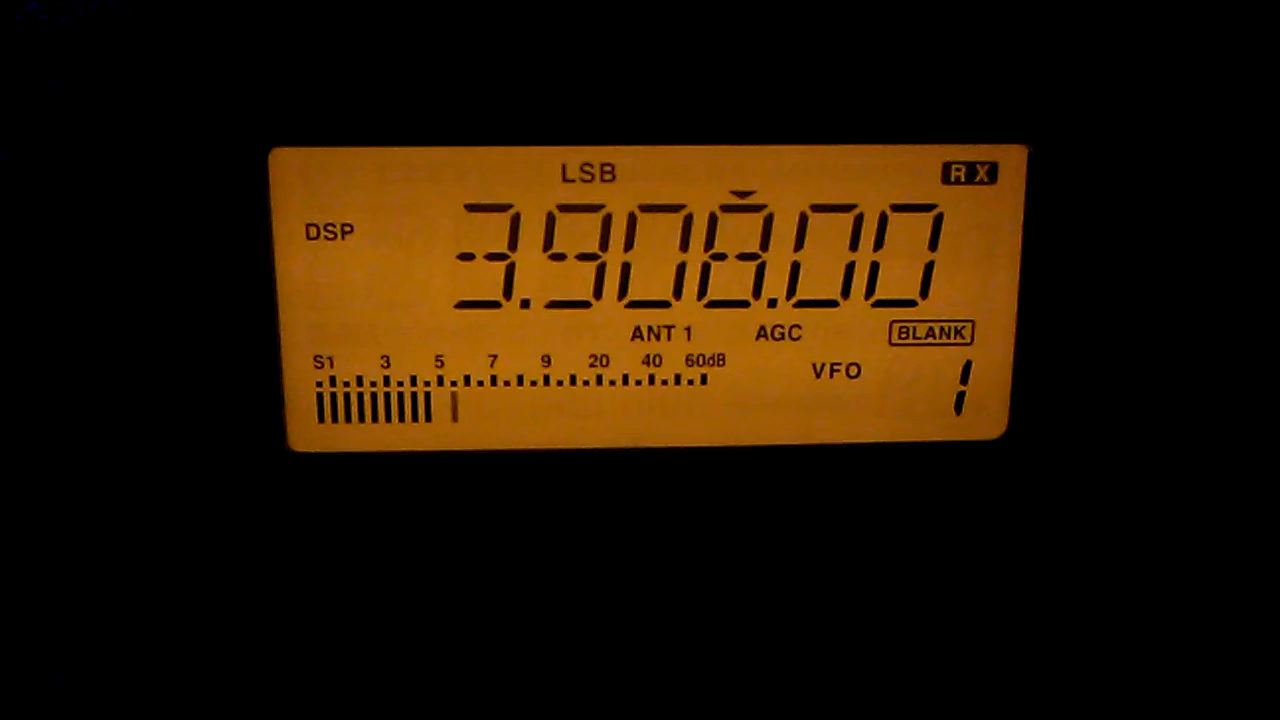 LSB RX
DSP 3.908.00
ANT 1 AGC BLANK
S1 3 5 7 9 20 40 60dB
VFO 1